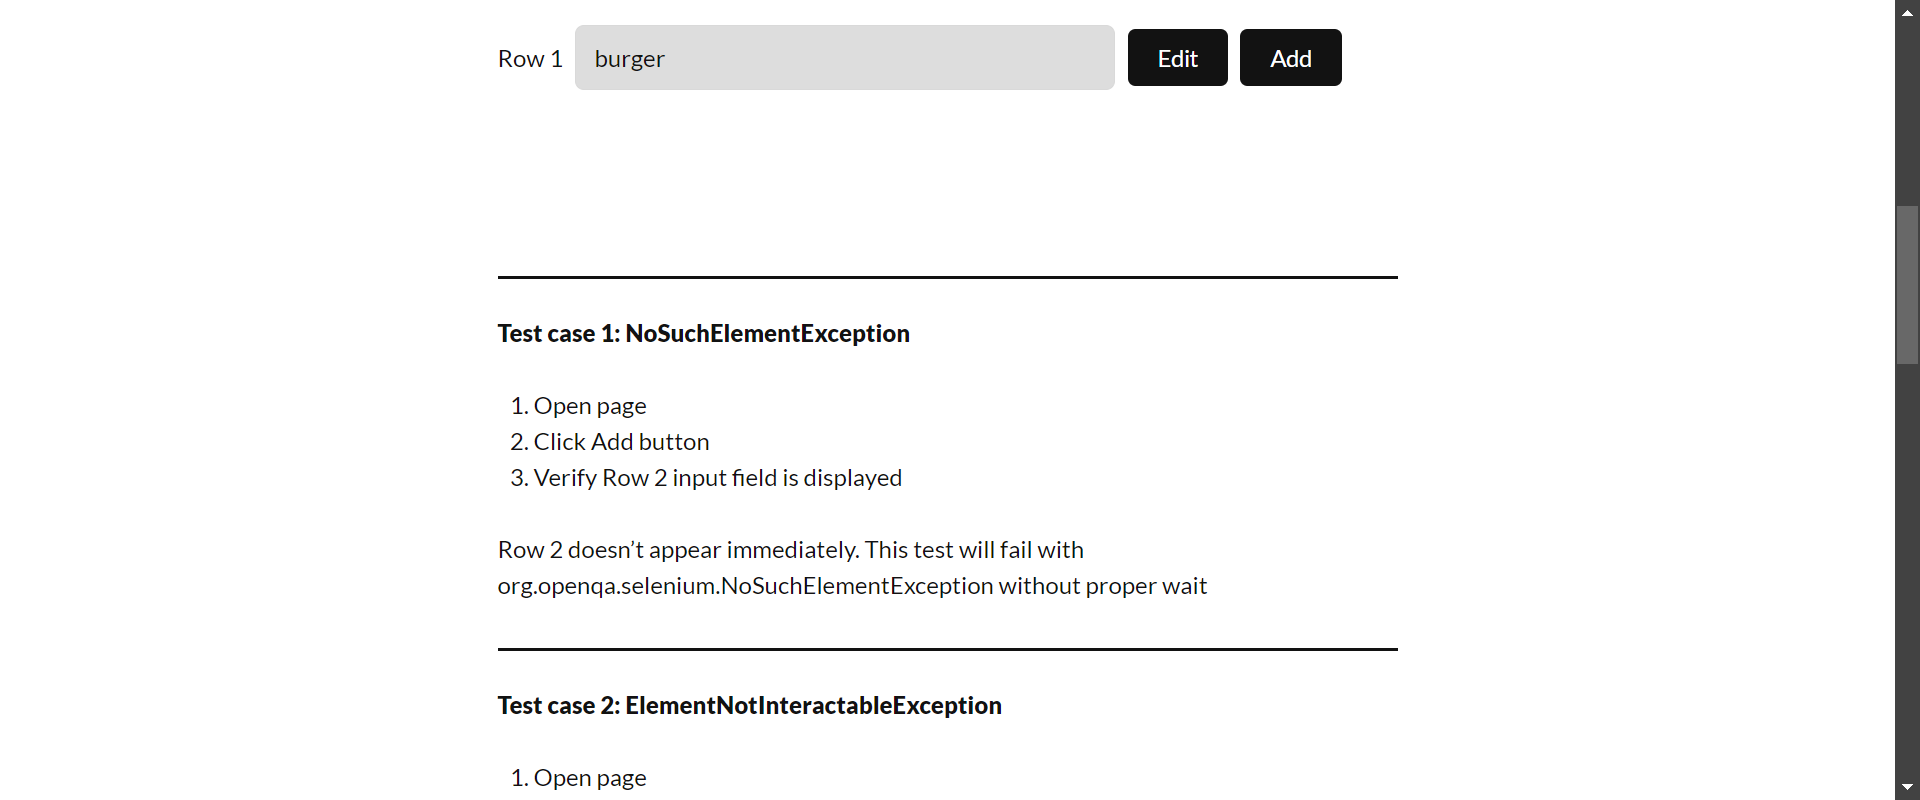 Row 1 burger Edit Add
Test case 1: NoSuchElementException
1. Open page
2. Click Add button
3. Verify Row 2 input field is displayed
Row 2 doesn’t appear immediately. This test will fail with
org.openqa.selenium.NoSuchElementException without proper wait
Test case 2: ElementNotInteractableException
1. Open page